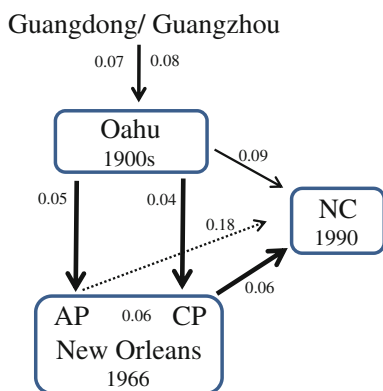 Guangdong/ Guangzhou
0.07 0.08
Oahu
1900s
0.09
0.05 0.04
NC
1990
0.18
0.06
AP 0.06 CP
New Orleans
1966